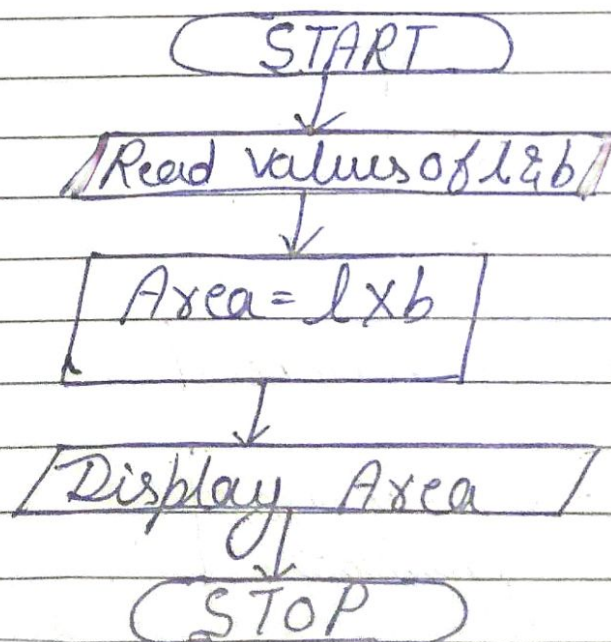 START
Read values of l & b
Area = l x b
Display Area
STOP